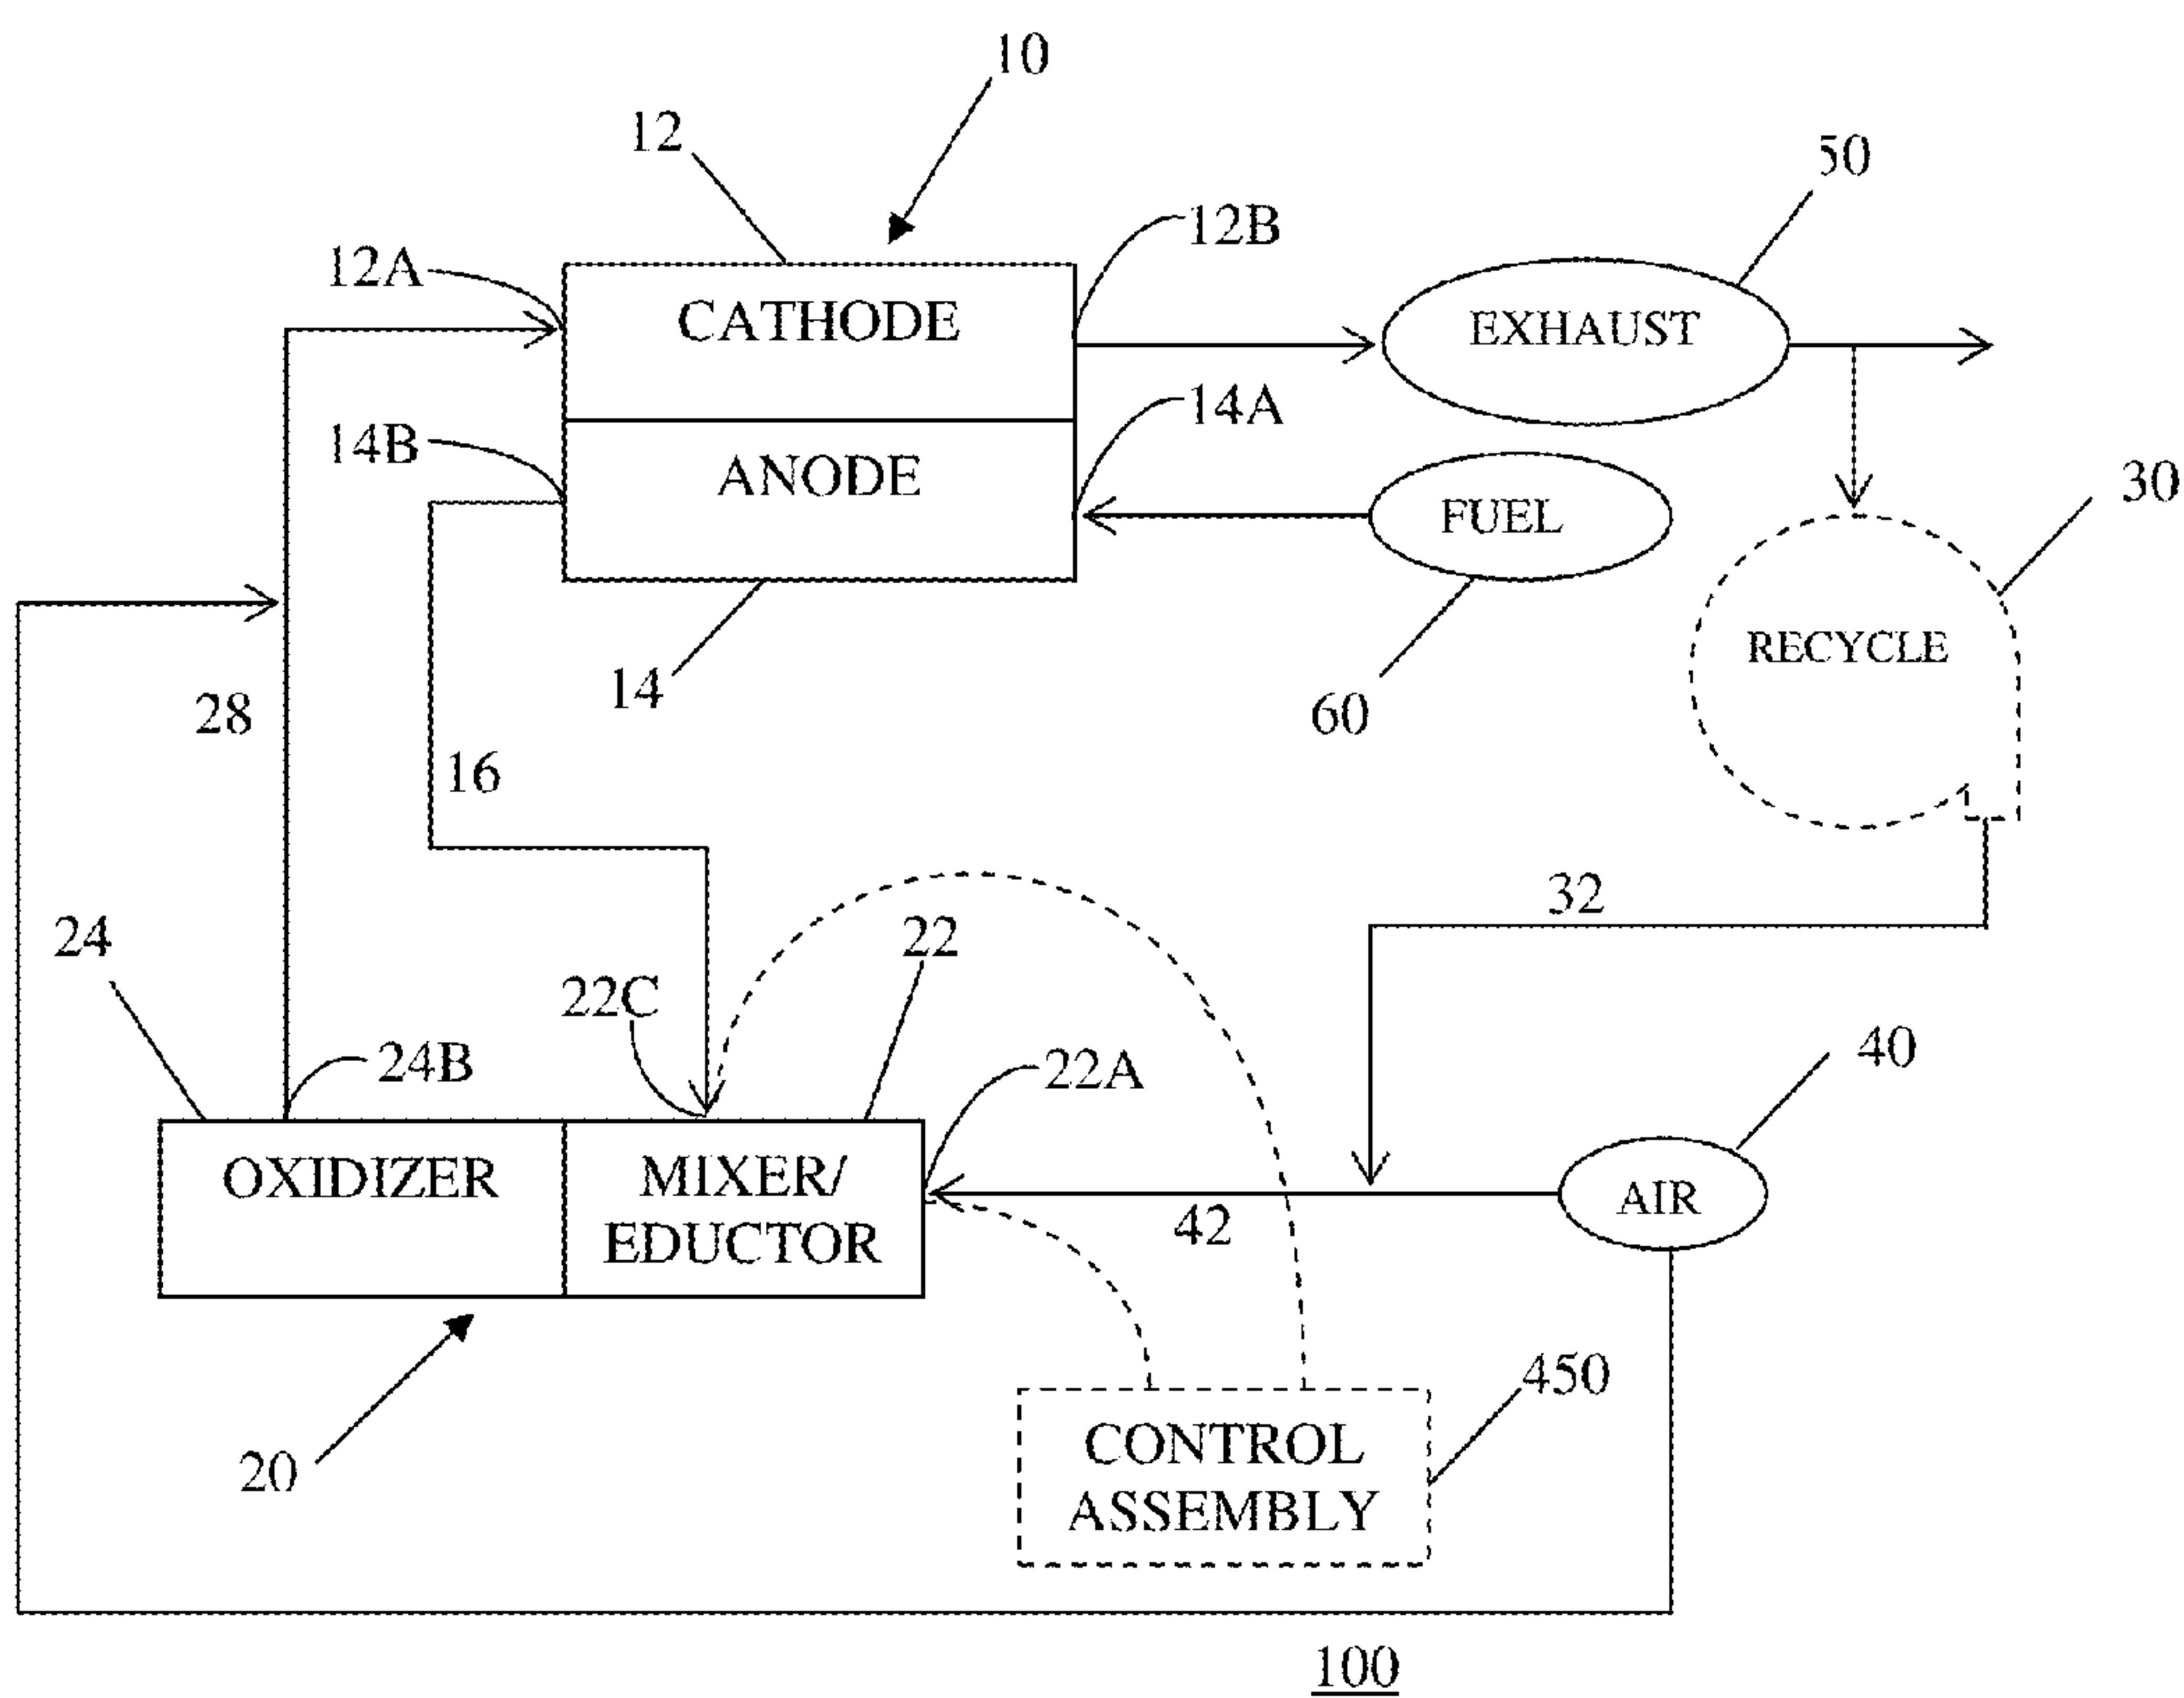 10
12
50
12B
12A
CATHODE
EXHAUST
14A
14B
ANODE
30
FUEL
RECYCLE
14
28
60
16
32
24
22
22C
40
24B
22A
OXIDIZER
MIXER/
EDUCTOR
AIR
42
450
CONTROL
ASSEMBLY
20
100